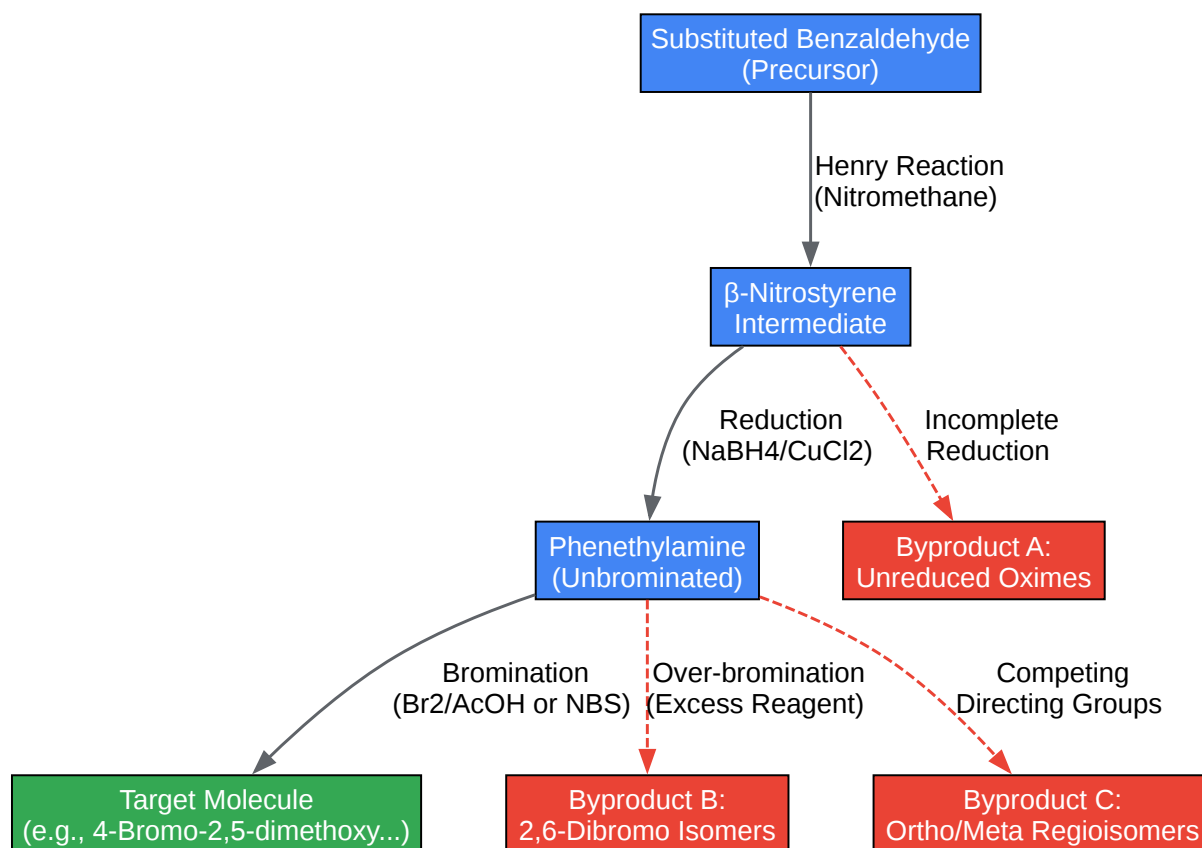 Substituted Benzaldehyde
(Precursor)
Henry Reaction
(Nitromethane)
β-Nitrostyrene
Intermediate
Reduction
(NaBH4/CuCl2)
Incomplete
Reduction
Phenethylamine
(Unbrominated)
Byproduct A:
Unreduced Oximes
Bromination
(Br2/AcOH or NBS)
Over-bromination
(Excess Reagent)
Competing
Directing Groups
Target Molecule
(e.g., 4-Bromo-2,5-dimethoxy...)
Byproduct B:
2,6-Dibromo Isomers
Byproduct C:
Ortho/Meta Regioisomers